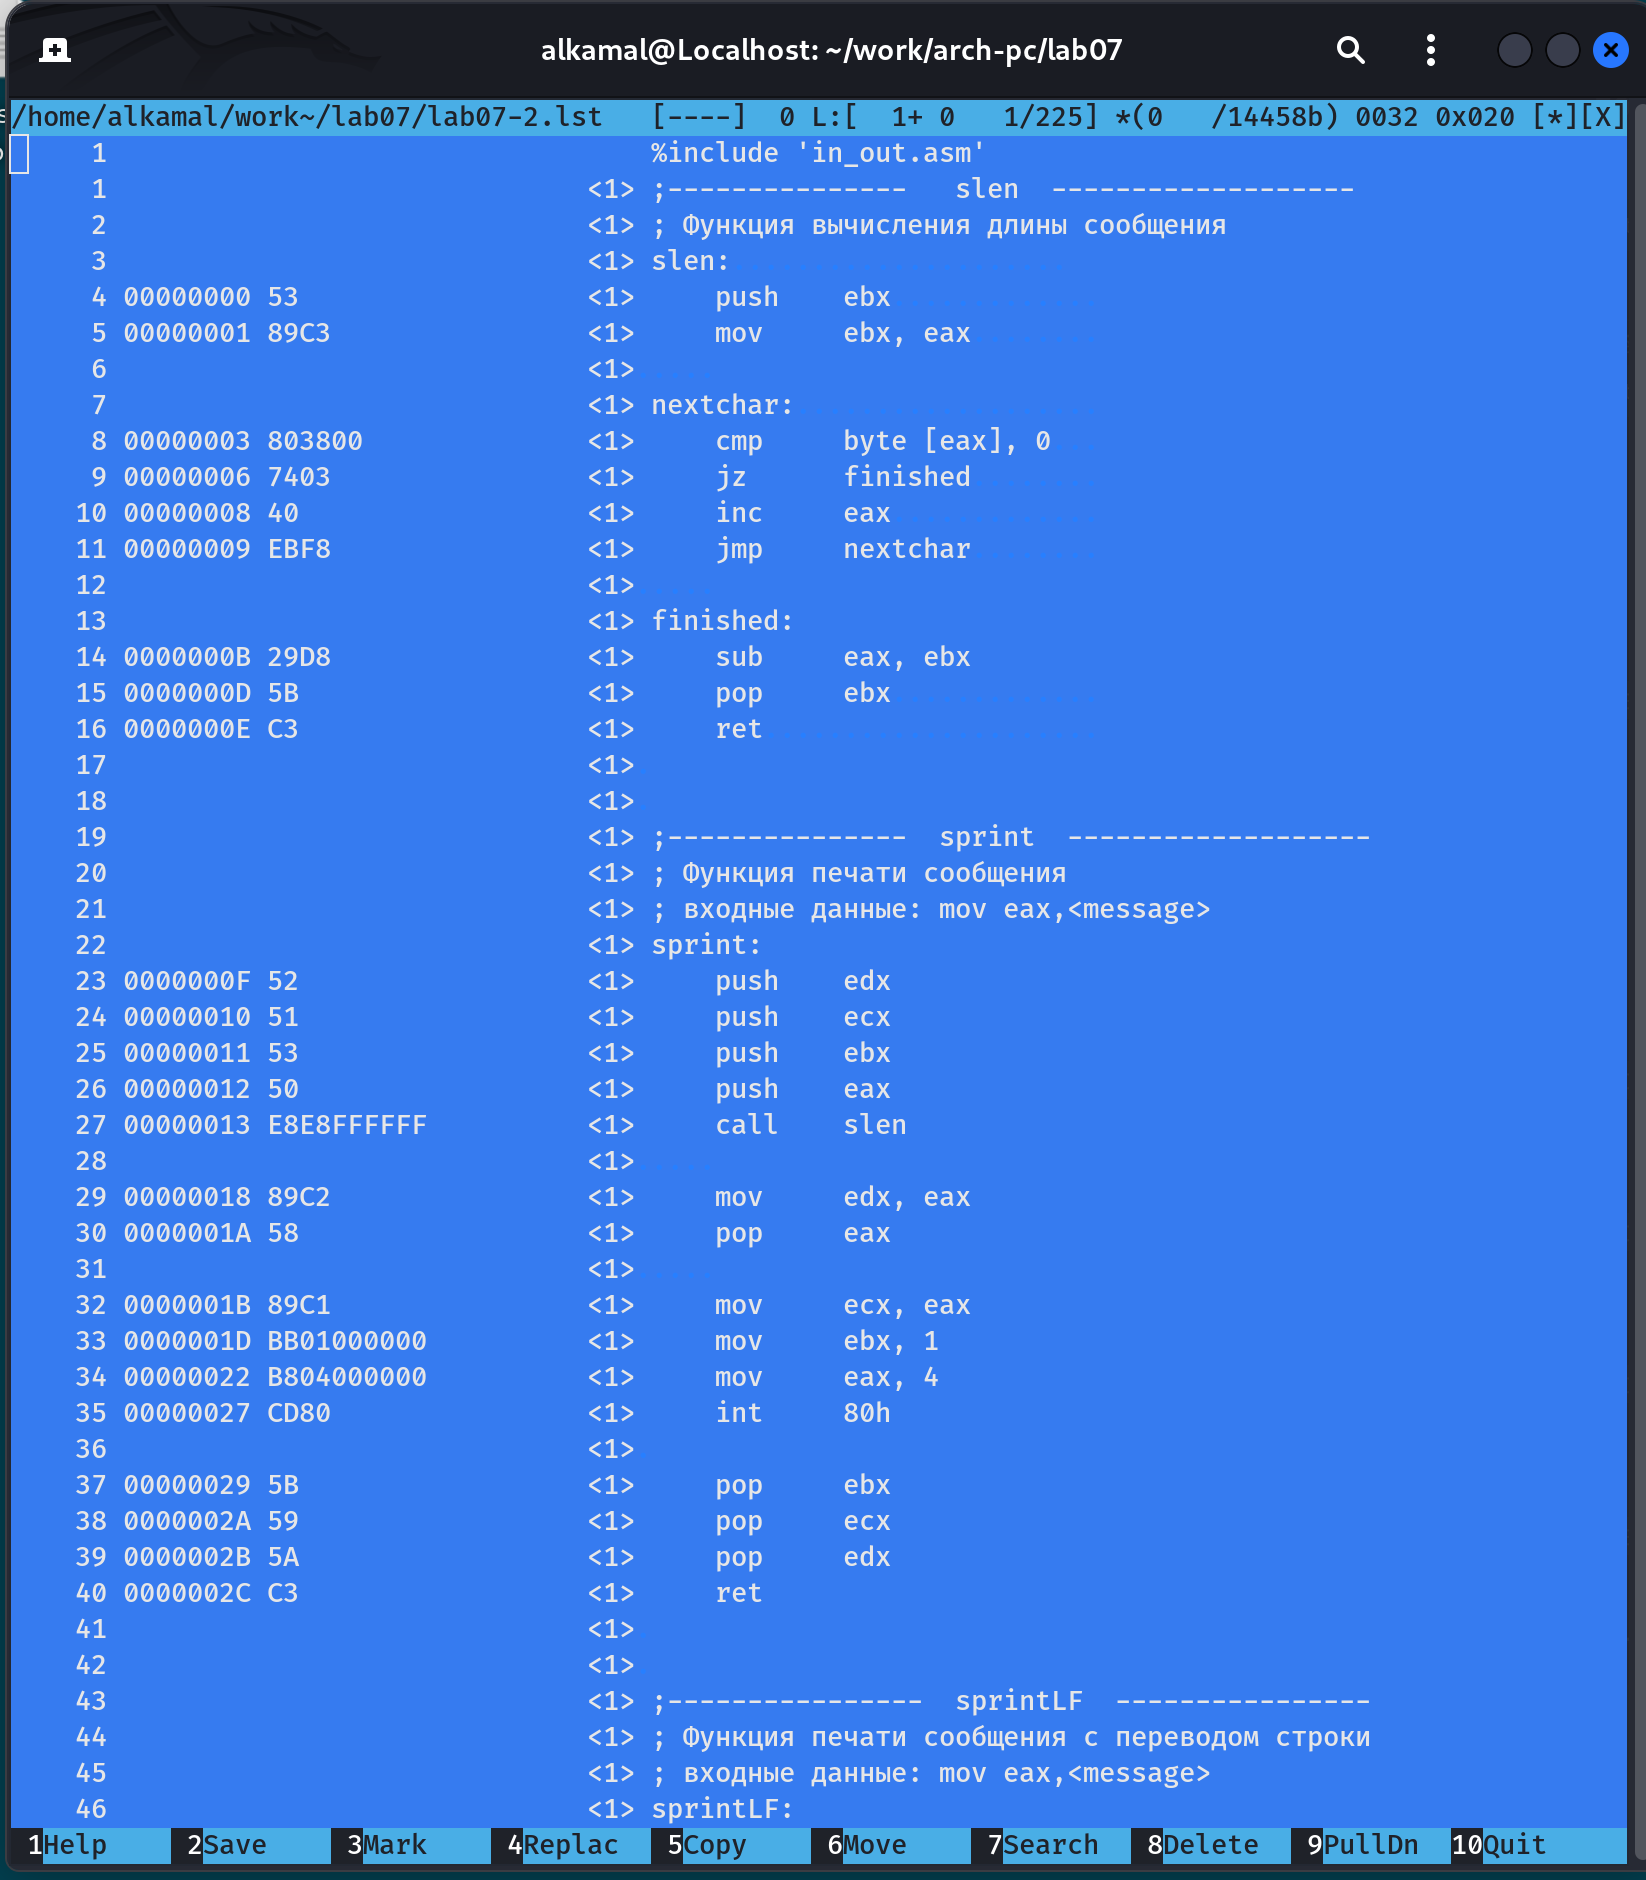 alkamal@Localhost: ~/work/arch-pc/lab07
/home/alkamal/work~/lab07/lab07-2.lst   [----]  0 L:[  1+ 0   1/225] *(0   /14458b) 0032 0x020 [*][X]
1 %include 'in_out.asm'
1 <1> ;---------------   slen  -------------------
2 <1> ; Функция вычисления длины сообщения
3 <1> slen:
4 00000000 53 <1>     push    ebx
5 00000001 89C3 <1>     mov     ebx, eax
6 <1>
7 <1> nextchar:
8 00000003 803800 <1>     cmp     byte [eax], 0
9 00000006 7403 <1>     jz      finished
10 00000008 40 <1>     inc     eax
11 00000009 EBF8 <1>     jmp     nextchar
12 <1>
13 <1> finished:
14 0000000B 29D8 <1>     sub     eax, ebx
15 0000000D 5B <1>     pop     ebx
16 0000000E C3 <1>     ret
17 <1>
18 <1>
19 <1> ;---------------  sprint  -------------------
20 <1> ; Функция печати сообщения
21 <1> ; входные данные: mov eax,<message>
22 <1> sprint:
23 0000000F 52 <1>     push    edx
24 00000010 51 <1>     push    ecx
25 00000011 53 <1>     push    ebx
26 00000012 50 <1>     push    eax
27 00000013 E8E8FFFFFF <1>     call    slen
28 <1>
29 00000018 89C2 <1>     mov     edx, eax
30 0000001A 58 <1>     pop     eax
31 <1>
32 0000001B 89C1 <1>     mov     ecx, eax
33 0000001D BB01000000 <1>     mov     ebx, 1
34 00000022 B804000000 <1>     mov     eax, 4
35 00000027 CD80 <1>     int     80h
36 <1>
37 00000029 5B <1>     pop     ebx
38 0000002A 59 <1>     pop     ecx
39 0000002B 5A <1>     pop     edx
40 0000002C C3 <1>     ret
41 <1>
42 <1>
43 <1> ;----------------  sprintLF  ----------------
44 <1> ; Функция печати сообщения с переводом строки
45 <1> ; входные данные: mov eax,<message>
46 <1> sprintLF:
1Help 2Save 3Mark 4Replac 5Copy 6Move 7Search 8Delete 9PullDn 10Quit